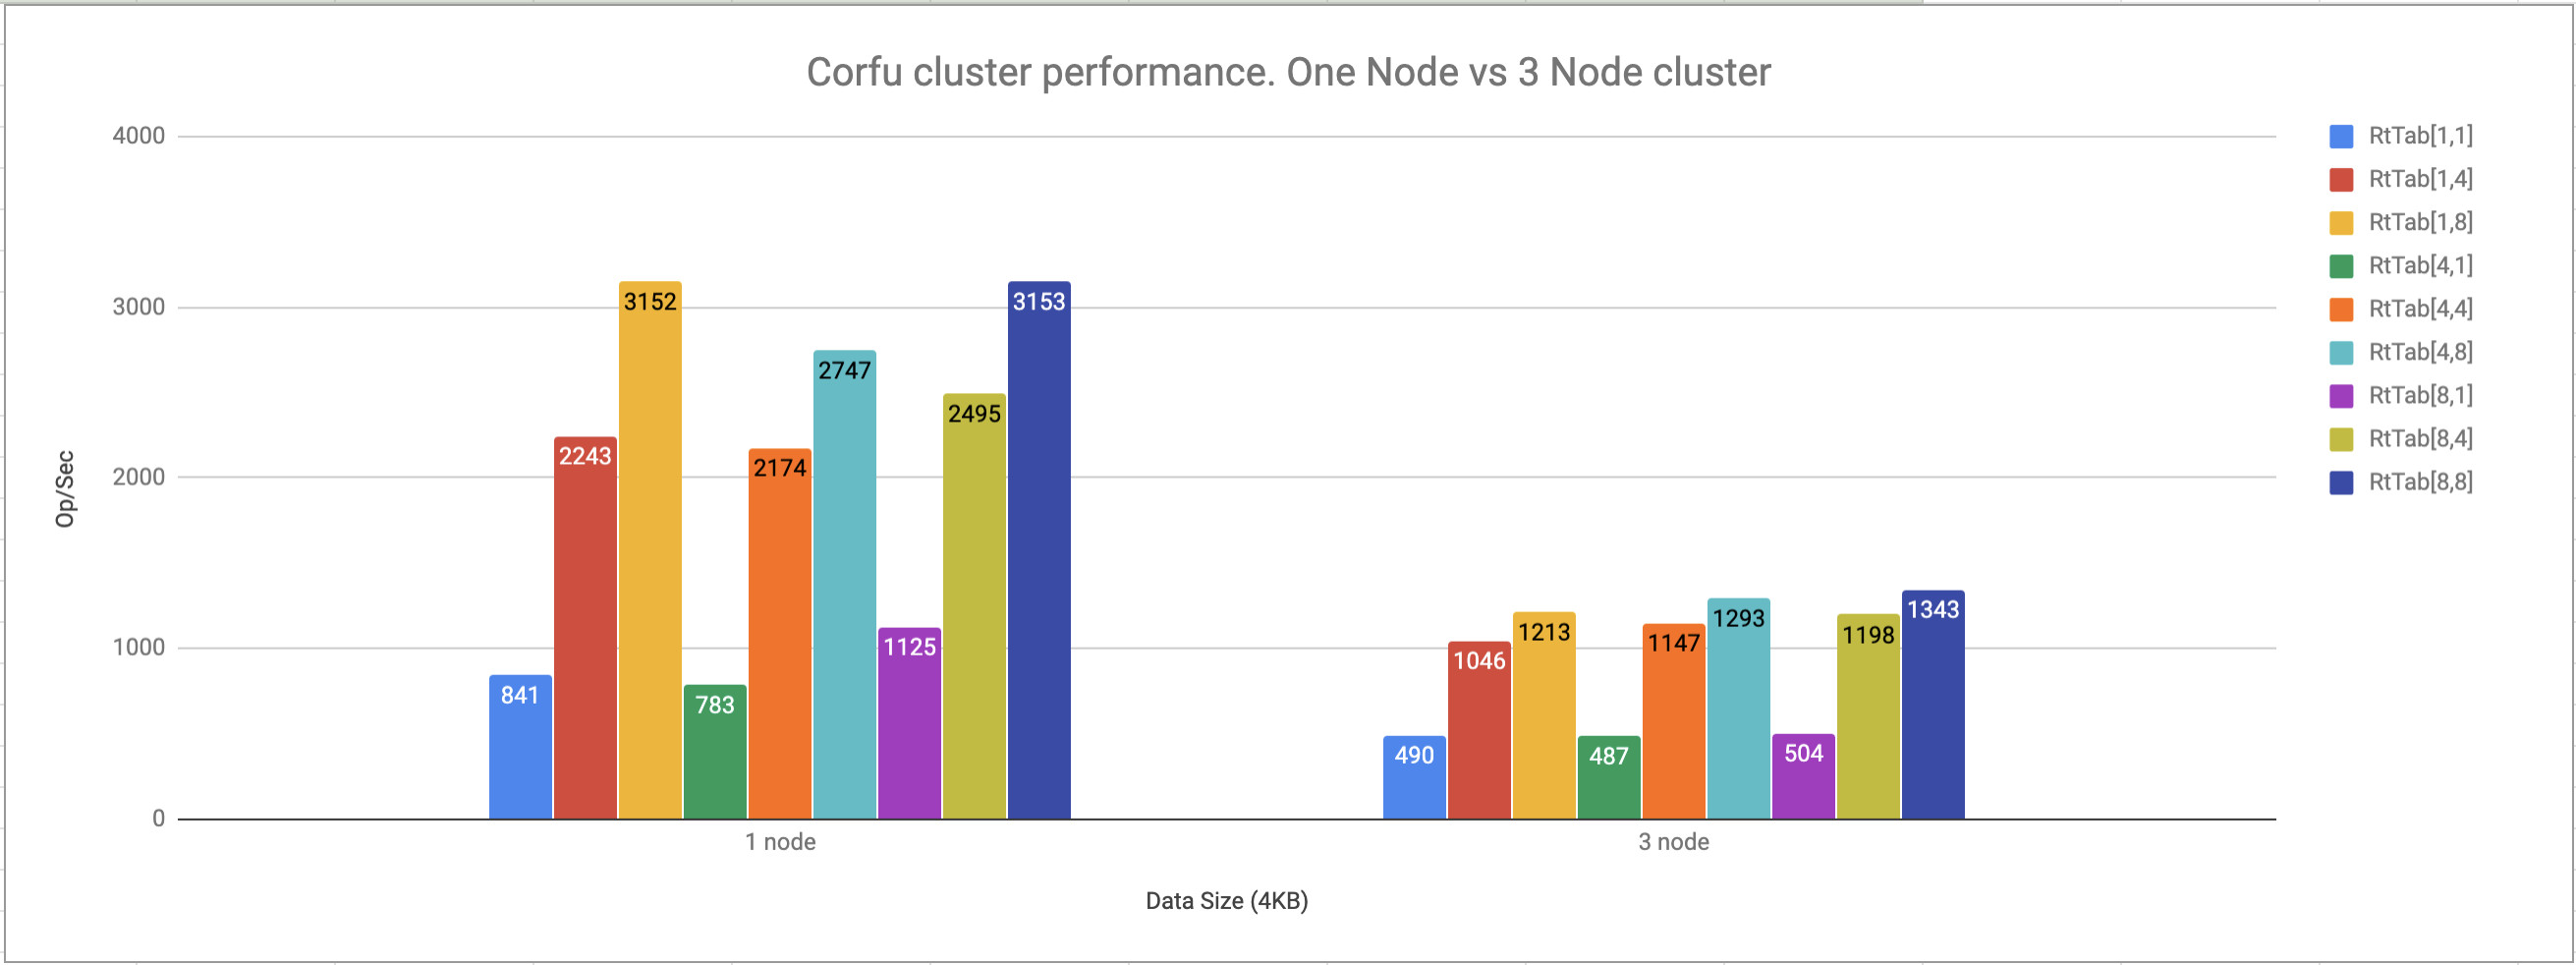 Corfu cluster performance. One Node vs 3 Node cluster
4000
3000
2000
1000
0
Op/Sec
3152
3153
2747
2495
2243
2174
1125
841
783
1343
1293
1213
1198
1147
1046
490
487
504
1 node
3 node
Data Size (4KB)
RtTab[1,1]
RtTab[1,4]
RtTab[1,8]
RtTab[4,1]
RtTab[4,4]
RtTab[4,8]
RtTab[8,1]
RtTab[8,4]
RtTab[8,8]